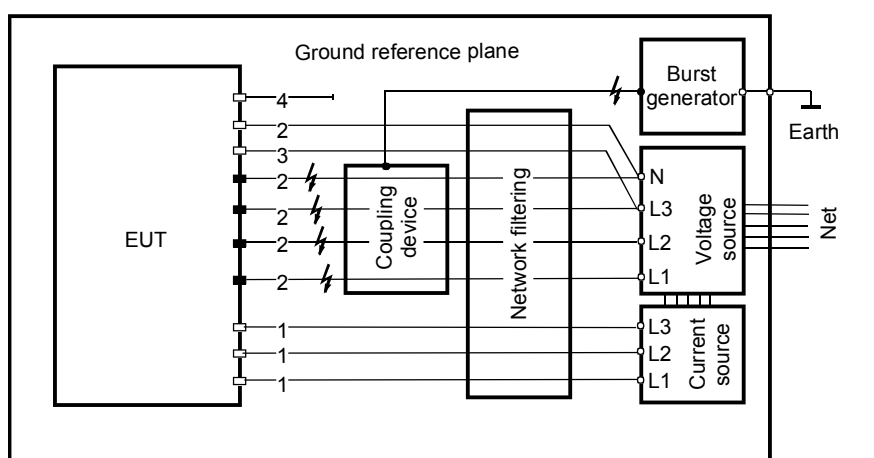 Ground reference plane
Burst
generator
Earth
EUT
4
2
3
2
2
2
2
1
1
1
Coupling
device
Network filtering
N
L3
L2
L1
Voltage
source
Net
L3
L2
L1
Current
source